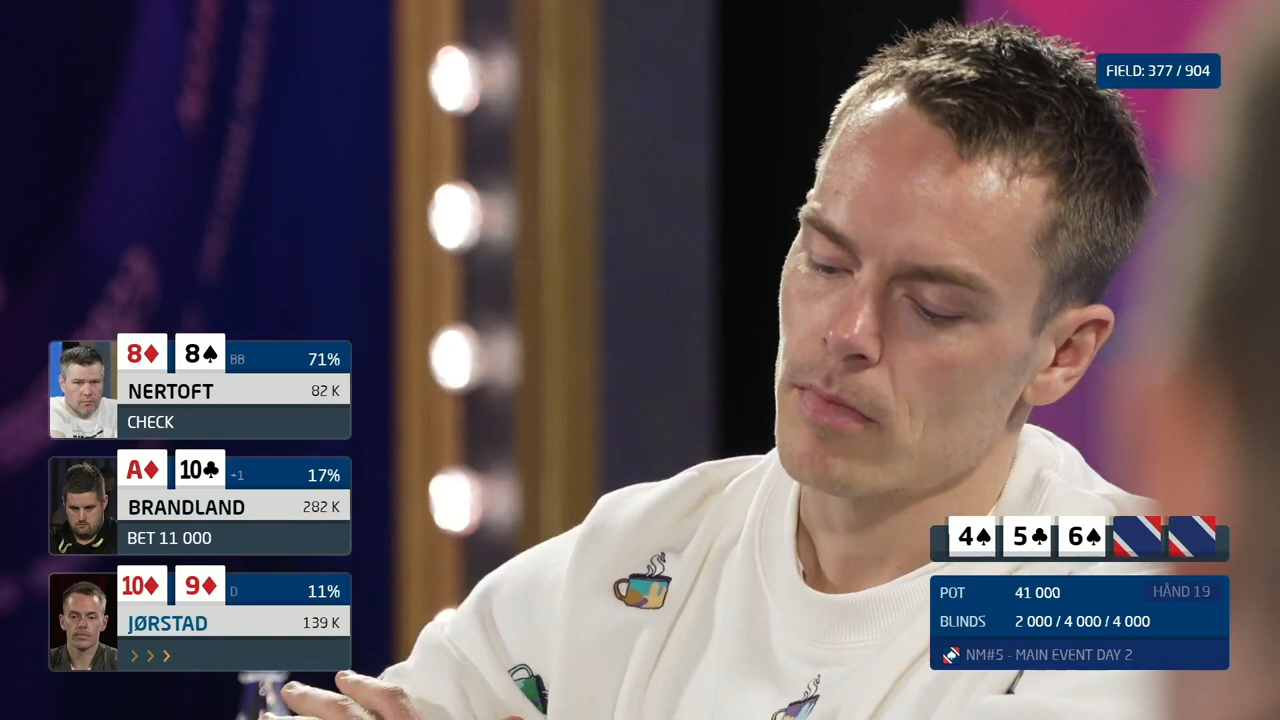 FIELD: 377 / 904
8♦ 8♠ BB 71%
NERTOFT 82 K
CHECK
A♦ 10♣ +1 17%
BRANDLAND 282 K
BET 11 000
10♦ 9♦ D 11%
JØRSTAD 139 K
4♠ 5♣ 6♠
POT 41 000 HÅND 19
BLINDS 2 000 / 4 000 / 4 000
NM#5 - MAIN EVENT DAY 2